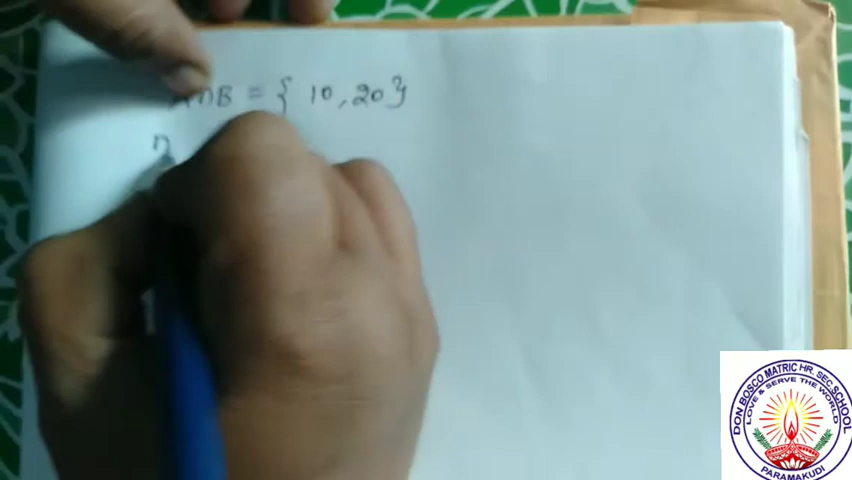 A∩B = { 10, 20}
n
DON BOSCO MATRIC HR. SEC. SCHOOL
LOVE & SERVE THE WORLD
PARAMAKUDI